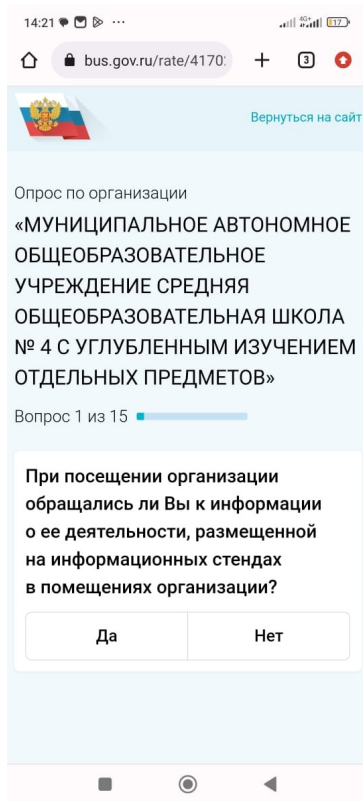 14:21
4G+
17
bus.gov.ru/rate/4170
3
Вернуться на сайт
Опрос по организации
«МУНИЦИПАЛЬНОЕ АВТОНОМНОЕ
ОБЩЕОБРАЗОВАТЕЛЬНОЕ
УЧРЕЖДЕНИЕ СРЕДНЯЯ
ОБЩЕОБРАЗОВАТЕЛЬНАЯ ШКОЛА
№ 4 С УГЛУБЛЕННЫМ ИЗУЧЕНИЕМ
ОТДЕЛЬНЫХ ПРЕДМЕТОВ»
Вопрос 1 из 15
При посещении организации
обращались ли Вы к информации
о ее деятельности, размещенной
на информационных стендах
в помещениях организации?
Да
Нет